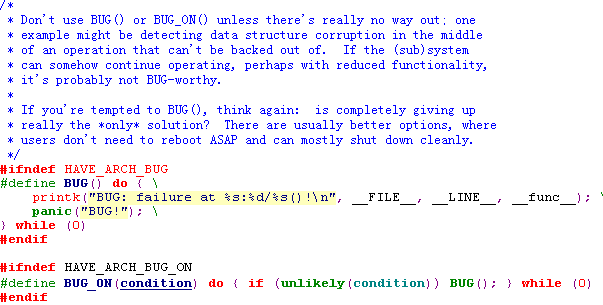 /*
 * Don't use BUG() or BUG_ON() unless there's really no way out; one
 * example might be detecting data structure corruption in the middle
 * of an operation that can't be backed out of.  If the (sub)system
 * can somehow continue operating, perhaps with reduced functionality,
 * it's probably not BUG-worthy.
 *
 * If you're tempted to BUG(), think again:  is completely giving up
 * really the *only* solution?  There are usually better options, where
 * users don't need to reboot ASAP and can mostly shut down cleanly.
 */
#ifndef HAVE_ARCH_BUG
#define BUG() do { \
    printk("BUG: failure at %s:%d/%s()!\n", __FILE__, __LINE__, __func__); \
    panic("BUG!"); \
} while (0)
#endif

#ifndef HAVE_ARCH_BUG_ON
#define BUG_ON(condition) do { if (unlikely(condition)) BUG(); } while (0)
#endif